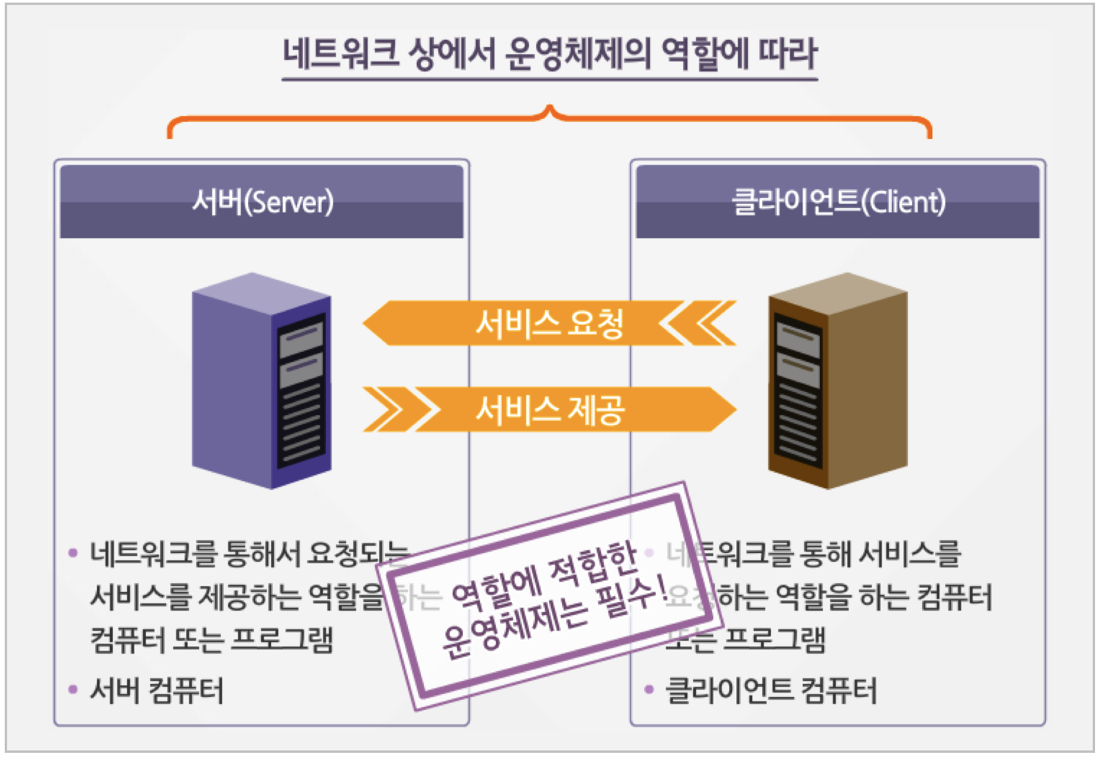 네트워크 상에서 운영체제의 역할에 따라
서버(Server)
클라이언트(Client)
서비스 요청
서비스 제공
• 네트워크를 통해서 요청되는
서비스를 제공하는 역할을 하는
컴퓨터 또는 프로그램
• 서버 컴퓨터
역할에 적합한
운영체제는 필수!
• 네트워크를 통해 서비스를
요청하는 역할을 하는 컴퓨터
또는 프로그램
• 클라이언트 컴퓨터